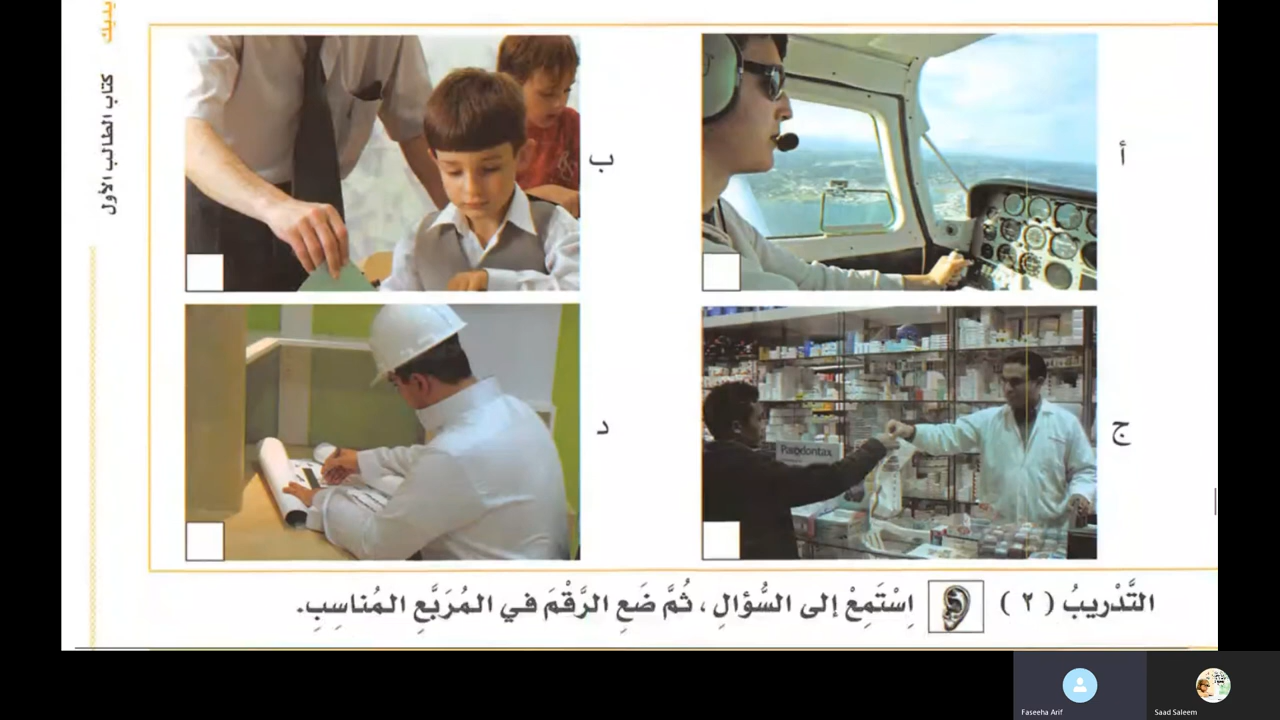 بديك
كتاب الطالب الأول
أ
ب
ج
د
Parodontax
التَّدْريبُ ( ٢ ) اِسْتَمِعْ إلى السُّؤالِ ، ثُمَّ ضَعِ الرَّقْمَ في المُرَبَّعِ المُناسِبِ.
Faseeha Arif
Saad Saleem